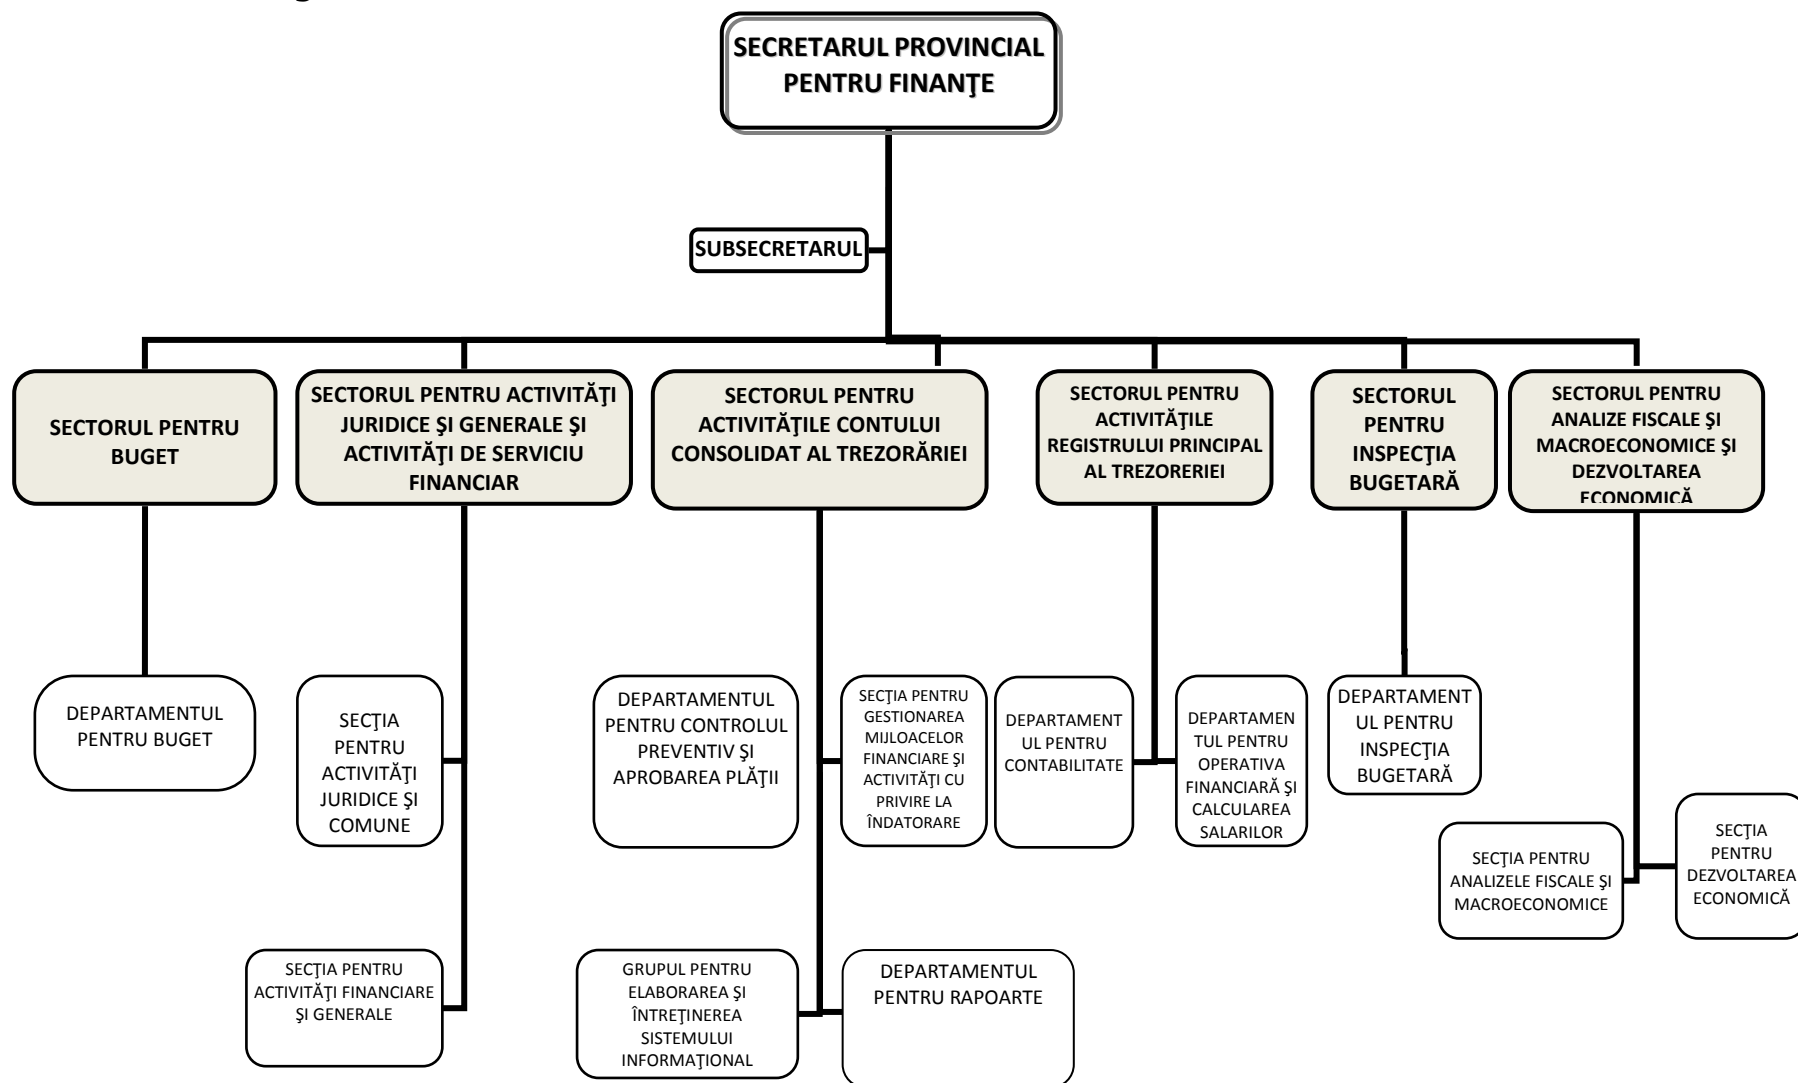 SECRETARUL PROVINCIAL
PENTRU FINANŢE
SUBSECRETARUL
SECTORUL PENTRU
BUGET
SECTORUL PENTRU ACTIVITĂŢI
JURIDICE ŞI GENERALE ŞI
ACTIVITĂŢI DE SERVICIU
FINANCIAR
SECTORUL PENTRU
ACTIVITĂŢILE CONTULUI
CONSOLIDAT AL TREZORĂRIEI
SECTORUL PENTRU
ACTIVITĂŢILE
REGISTRULUI PRINCIPAL
AL TREZORERIEI
SECTORUL
PENTRU
INSPECŢIA
BUGETARĂ
SECTORUL PENTRU
ANALIZE FISCALE ŞI
MACROECONOMICE ŞI
DEZVOLTAREA
ECONOMICĂ
DEPARTAMENTUL
PENTRU BUGET
SECŢIA
PENTRU
ACTIVITĂŢI
JURIDICE ŞI
COMUNE
DEPARTAMENTUL
PENTRU CONTROLUL
PREVENTIV ŞI
APROBAREA PLĂŢII
SECŢIA PENTRU
GESTIONAREA
MIJLOACELOR
FINANCIARE ŞI
ACTIVITĂŢI CU
PRIVIRE LA
ÎNDATORARE
DEPARTAMENT
UL PENTRU
CONTABILITATE
DEPARTAMEN
TUL PENTRU
OPERATIVA
FINANCIARĂ ŞI
CALCULAREA
SALARILOR
DEPARTAMENT
UL PENTRU
INSPECŢIA
BUGETARĂ
SECŢIA PENTRU
ANALIZELE FISCALE ŞI
MACROECONOMICE
SECŢIA
PENTRU
DEZVOLTAREA
ECONOMICĂ
SECŢIA PENTRU
ACTIVITĂŢI FINANCIARE
ŞI GENERALE
GRUPUL PENTRU
ELABORAREA ŞI
ÎNTREŢINEREA
SISTEMULUI
INFORMAŢIONAL
DEPARTAMENTUL
PENTRU RAPOARTE